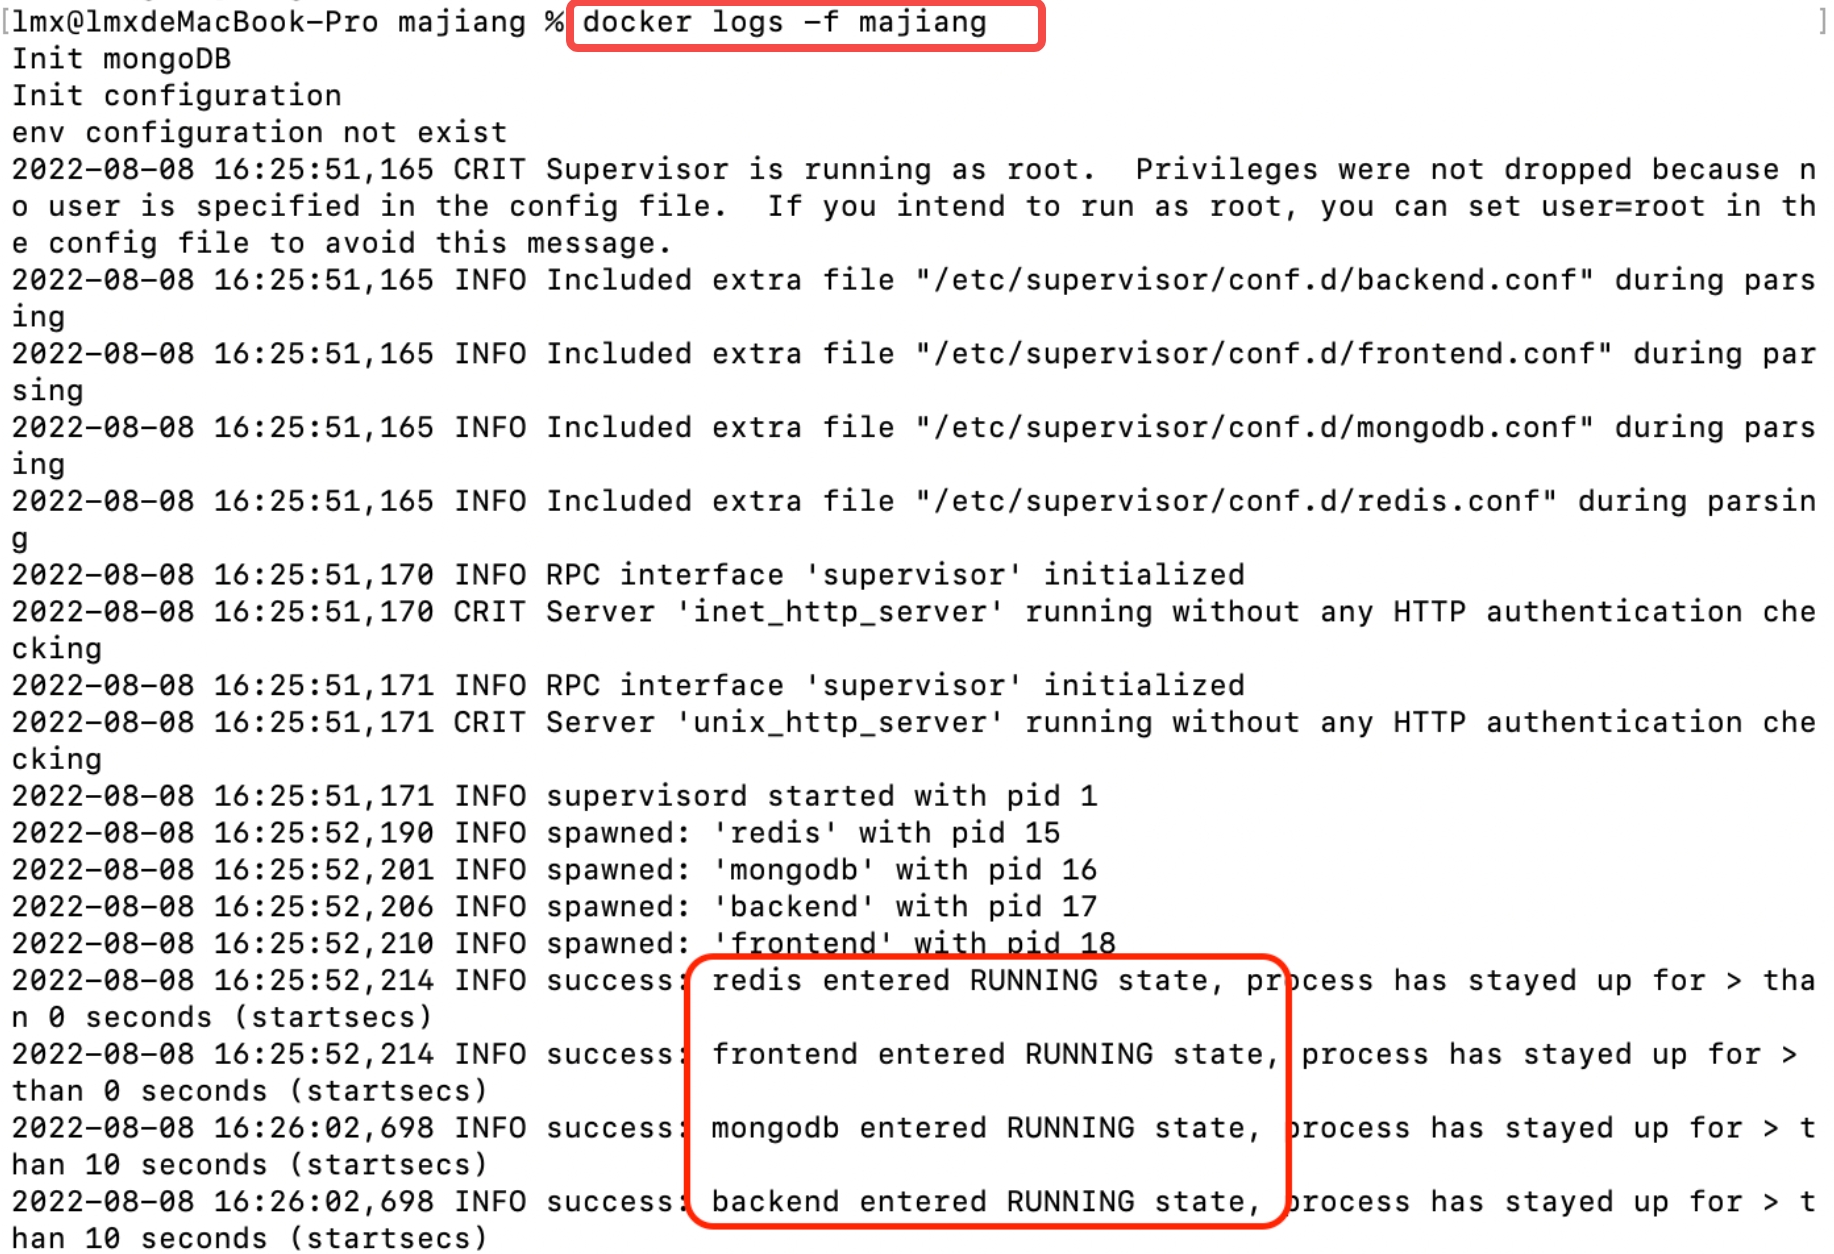 [lmx@lmxdeMacBook-Pro majiang % docker logs -f majiang ]
Init mongoDB
Init configuration
env configuration not exist
2022-08-08 16:25:51,165 CRIT Supervisor is running as root.  Privileges were not dropped because n
o user is specified in the config file.  If you intend to run as root, you can set user=root in th
e config file to avoid this message.
2022-08-08 16:25:51,165 INFO Included extra file "/etc/supervisor/conf.d/backend.conf" during pars
ing
2022-08-08 16:25:51,165 INFO Included extra file "/etc/supervisor/conf.d/frontend.conf" during par
sing
2022-08-08 16:25:51,165 INFO Included extra file "/etc/supervisor/conf.d/mongodb.conf" during pars
ing
2022-08-08 16:25:51,165 INFO Included extra file "/etc/supervisor/conf.d/redis.conf" during parsin
g
2022-08-08 16:25:51,170 INFO RPC interface 'supervisor' initialized
2022-08-08 16:25:51,170 CRIT Server 'inet_http_server' running without any HTTP authentication che
cking
2022-08-08 16:25:51,171 INFO RPC interface 'supervisor' initialized
2022-08-08 16:25:51,171 CRIT Server 'unix_http_server' running without any HTTP authentication che
cking
2022-08-08 16:25:51,171 INFO supervisord started with pid 1
2022-08-08 16:25:52,190 INFO spawned: 'redis' with pid 15
2022-08-08 16:25:52,201 INFO spawned: 'mongodb' with pid 16
2022-08-08 16:25:52,206 INFO spawned: 'backend' with pid 17
2022-08-08 16:25:52,210 INFO spawned: 'frontend' with pid 18
2022-08-08 16:25:52,214 INFO success: redis entered RUNNING state, process has stayed up for > tha
n 0 seconds (startsecs)
2022-08-08 16:25:52,214 INFO success: frontend entered RUNNING state, process has stayed up for >
than 0 seconds (startsecs)
2022-08-08 16:26:02,698 INFO success: mongodb entered RUNNING state, process has stayed up for > t
han 10 seconds (startsecs)
2022-08-08 16:26:02,698 INFO success: backend entered RUNNING state, process has stayed up for > t
han 10 seconds (startsecs)